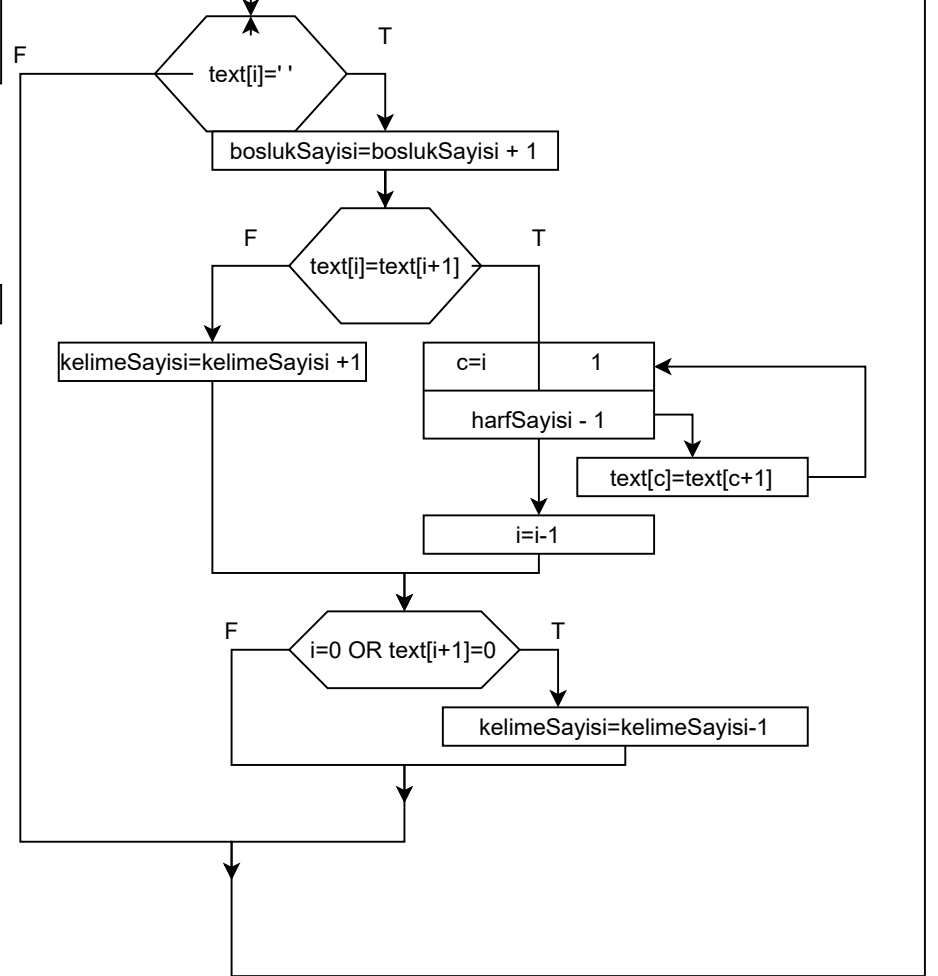 T
F
text[i]=' '
boslukSayisi=boslukSayisi + 1
F
T
text[i]=text[i+1]
kelimeSayisi=kelimeSayisi +1
c=i
1
harfSayisi - 1
text[c]=text[c+1]
i=i-1
F
T
i=0 OR text[i+1]=0
kelimeSayisi=kelimeSayisi-1